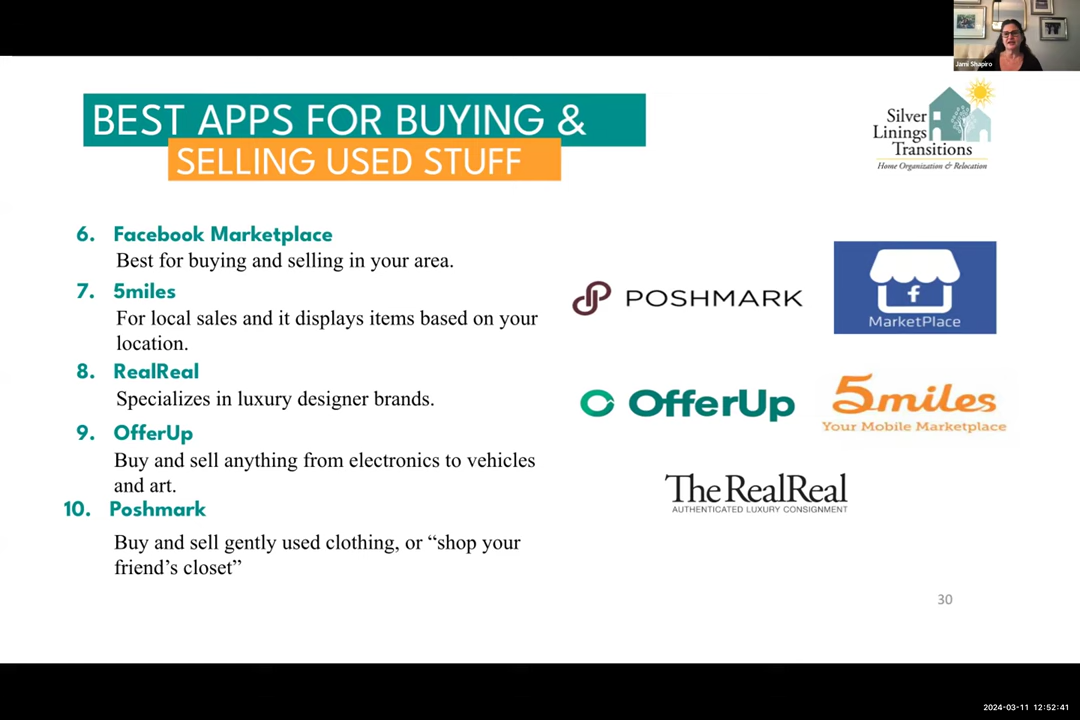 Jami Shapiro
BEST APPS FOR BUYING &
SELLING USED STUFF
Silver
Linings
Transitions
Home Organization & Relocation
6. Facebook Marketplace
Best for buying and selling in your area.
7. 5miles
For local sales and it displays items based on your
location.
8. RealReal
Specializes in luxury designer brands.
9. OfferUp
Buy and sell anything from electronics to vehicles
and art.
10. Poshmark
Buy and sell gently used clothing, or “shop your
friend’s closet”
POSHMARK
f
MarketPlace
OfferUp
5miles
Your Mobile Marketplace
The RealReal
AUTHENTICATED LUXURY CONSIGNMENT
30
2024-03-11 12:52:41